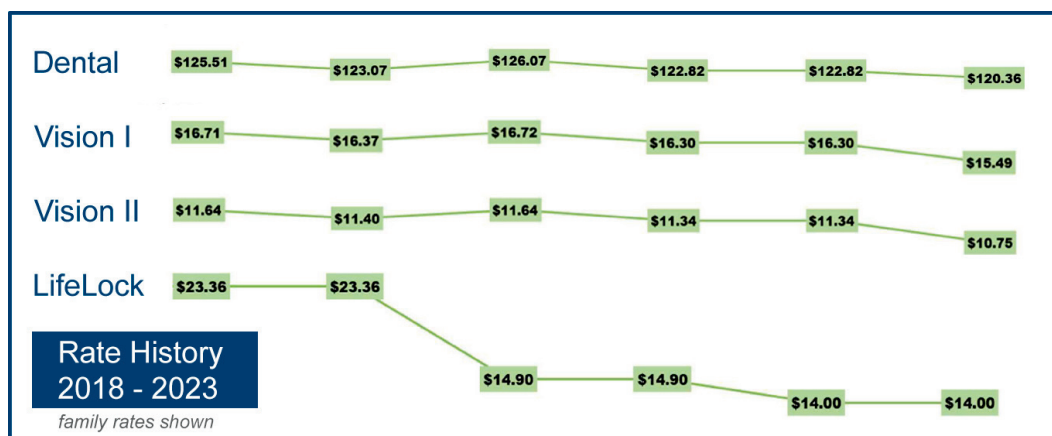 Dental $125.51 $123.07 $126.07 $122.82 $122.82 $120.36
Vision I $16.71 $16.37 $16.72 $16.30 $16.30 $15.49
Vision II $11.64 $11.40 $11.64 $11.34 $11.34 $10.75
LifeLock $23.36 $23.36 $14.90 $14.90 $14.00 $14.00
Rate History
2018 - 2023
family rates shown